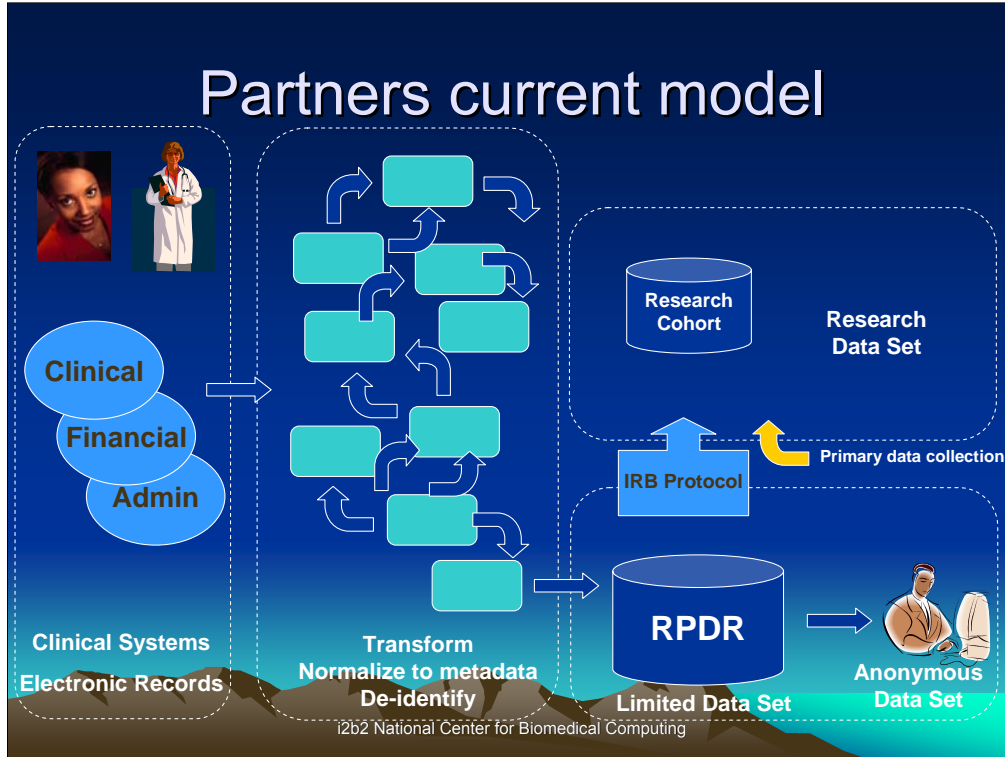 Partners current model
Clinical
Financial
Admin
Clinical Systems
Electronic Records
Transform
Normalize to metadata
De-identify
Research
Cohort
Research
Data Set
Primary data collection
IRB Protocol
RPDR
Limited Data Set
Anonymous
Data Set
i2b2 National Center for Biomedical Computing